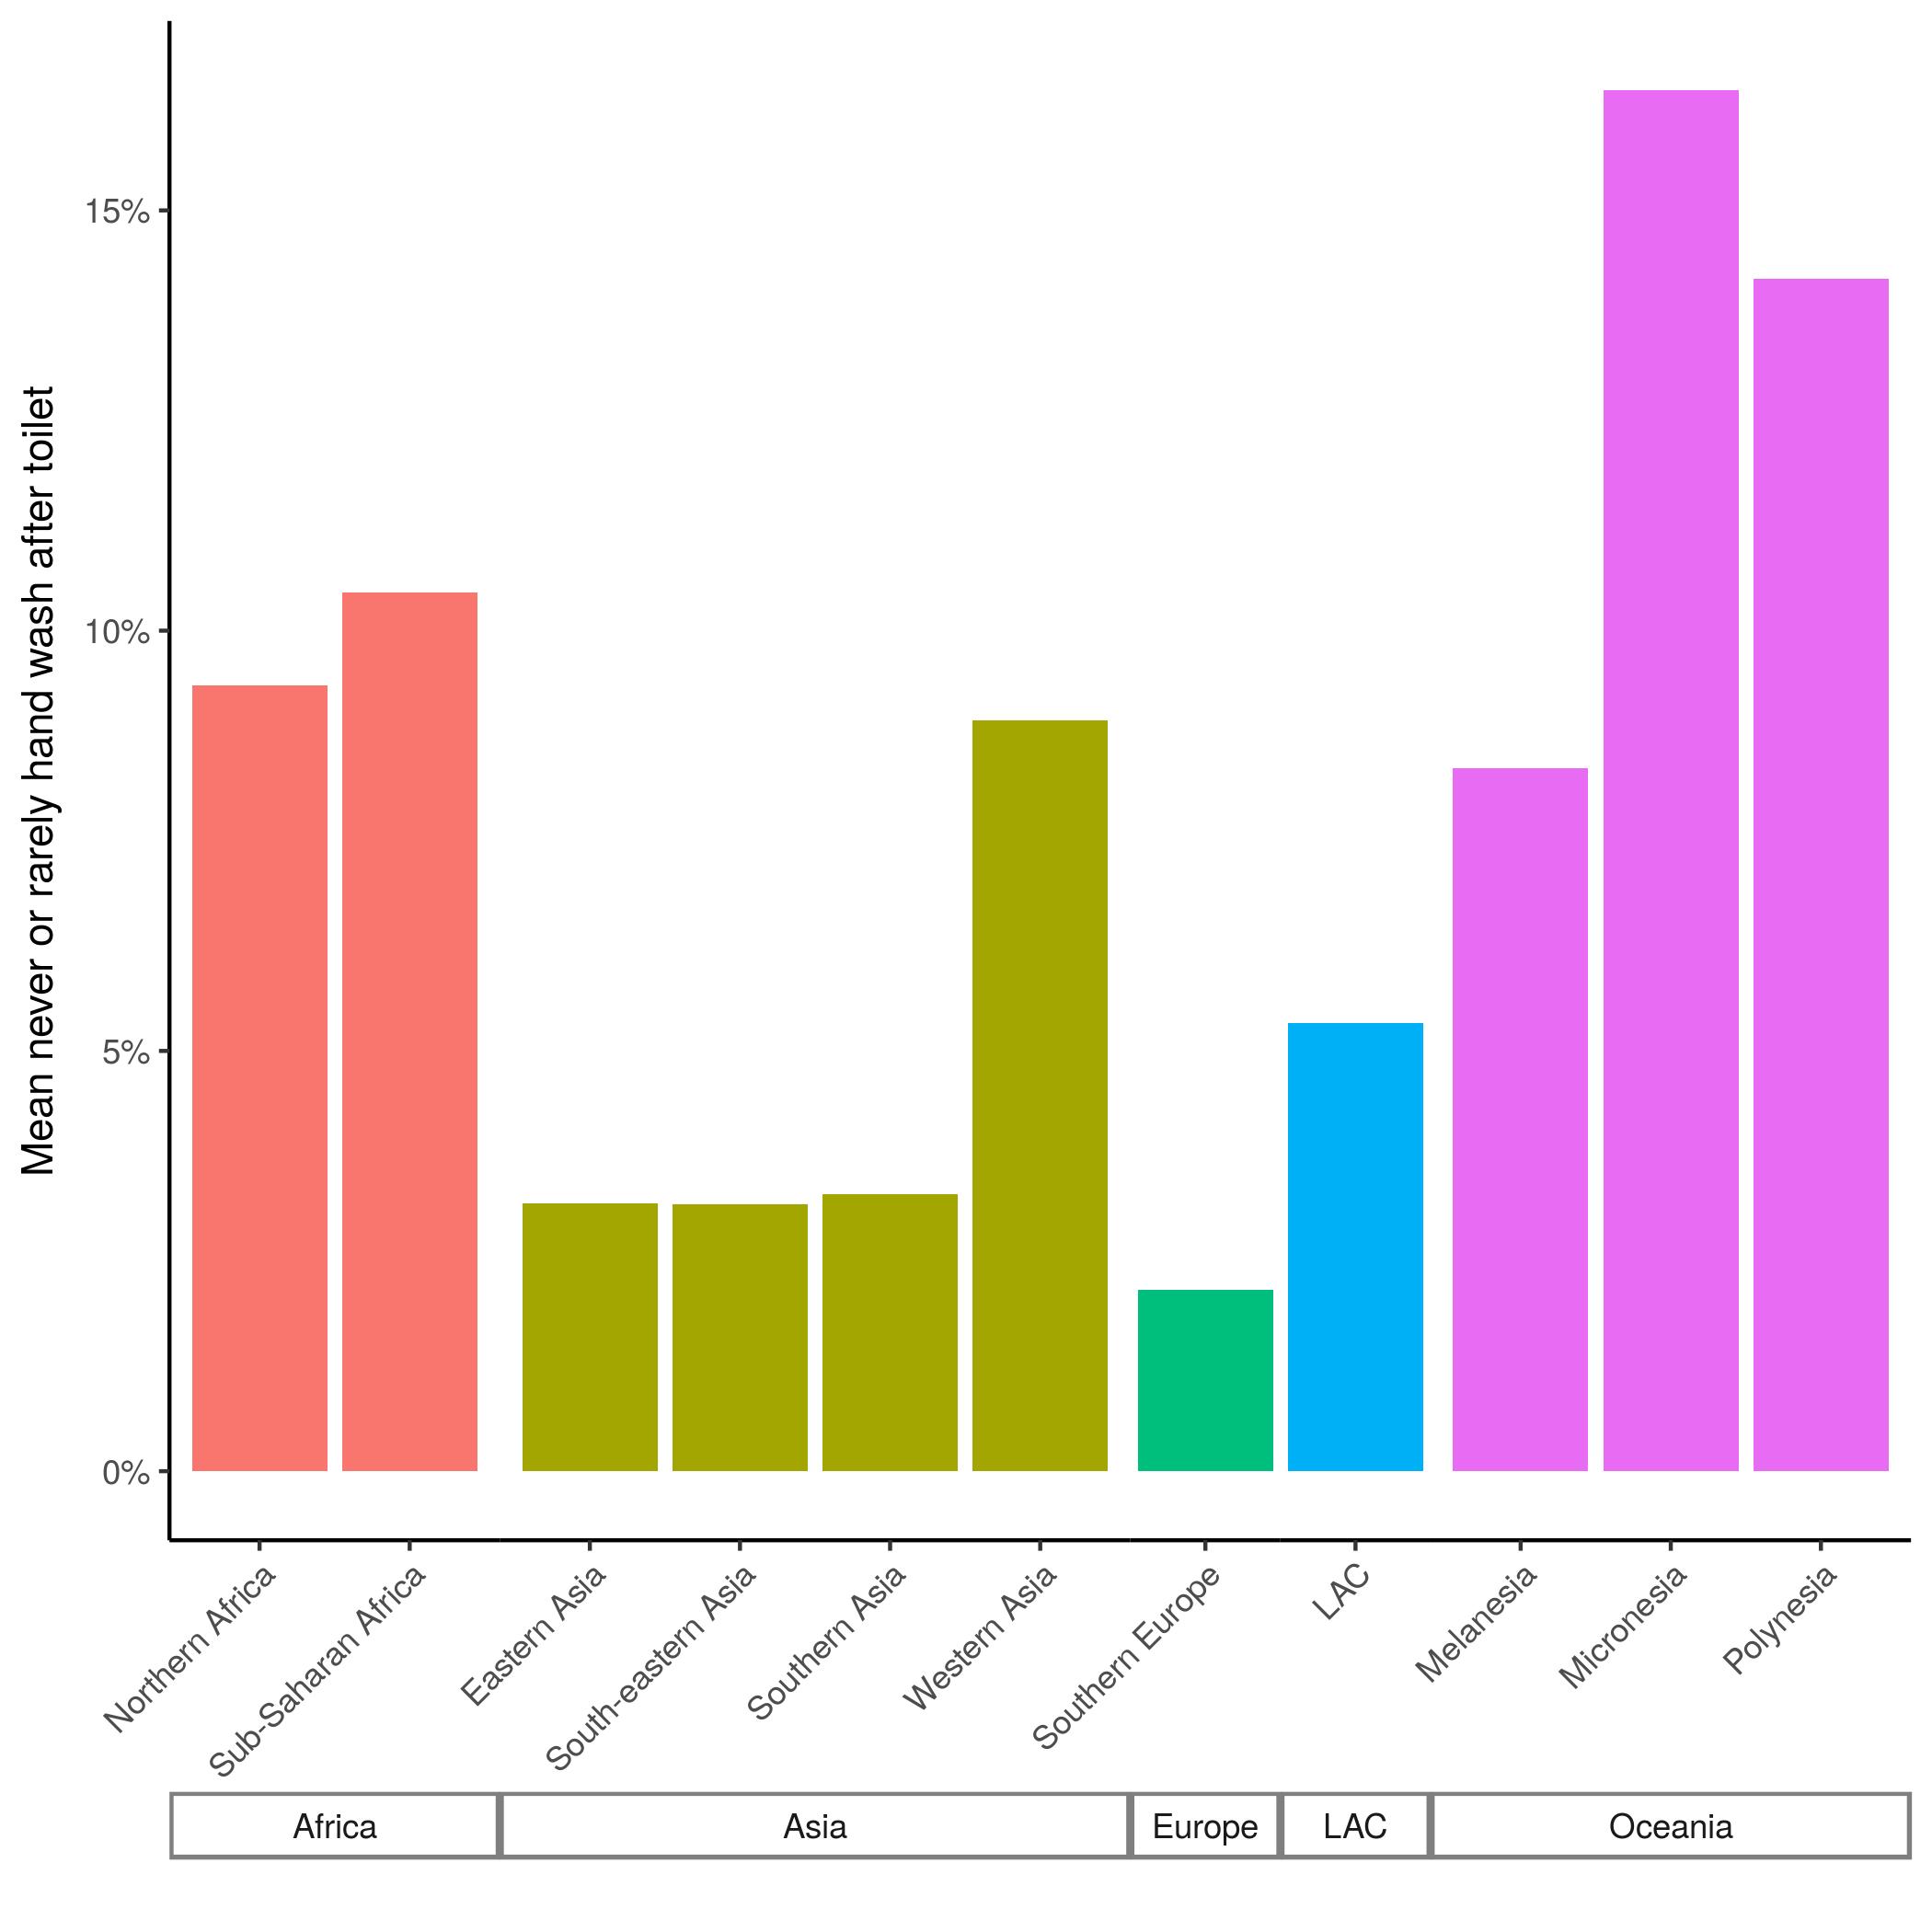 Mean never or rarely hand wash after toilet
15%
10%
5%
0%
Northern Africa
Sub-Saharan Africa
Eastern Asia
South-eastern Asia
Southern Asia
Western Asia
Southern Europe
LAC
Melanesia
Micronesia
Polynesia
Africa
Asia
Europe
LAC
Oceania